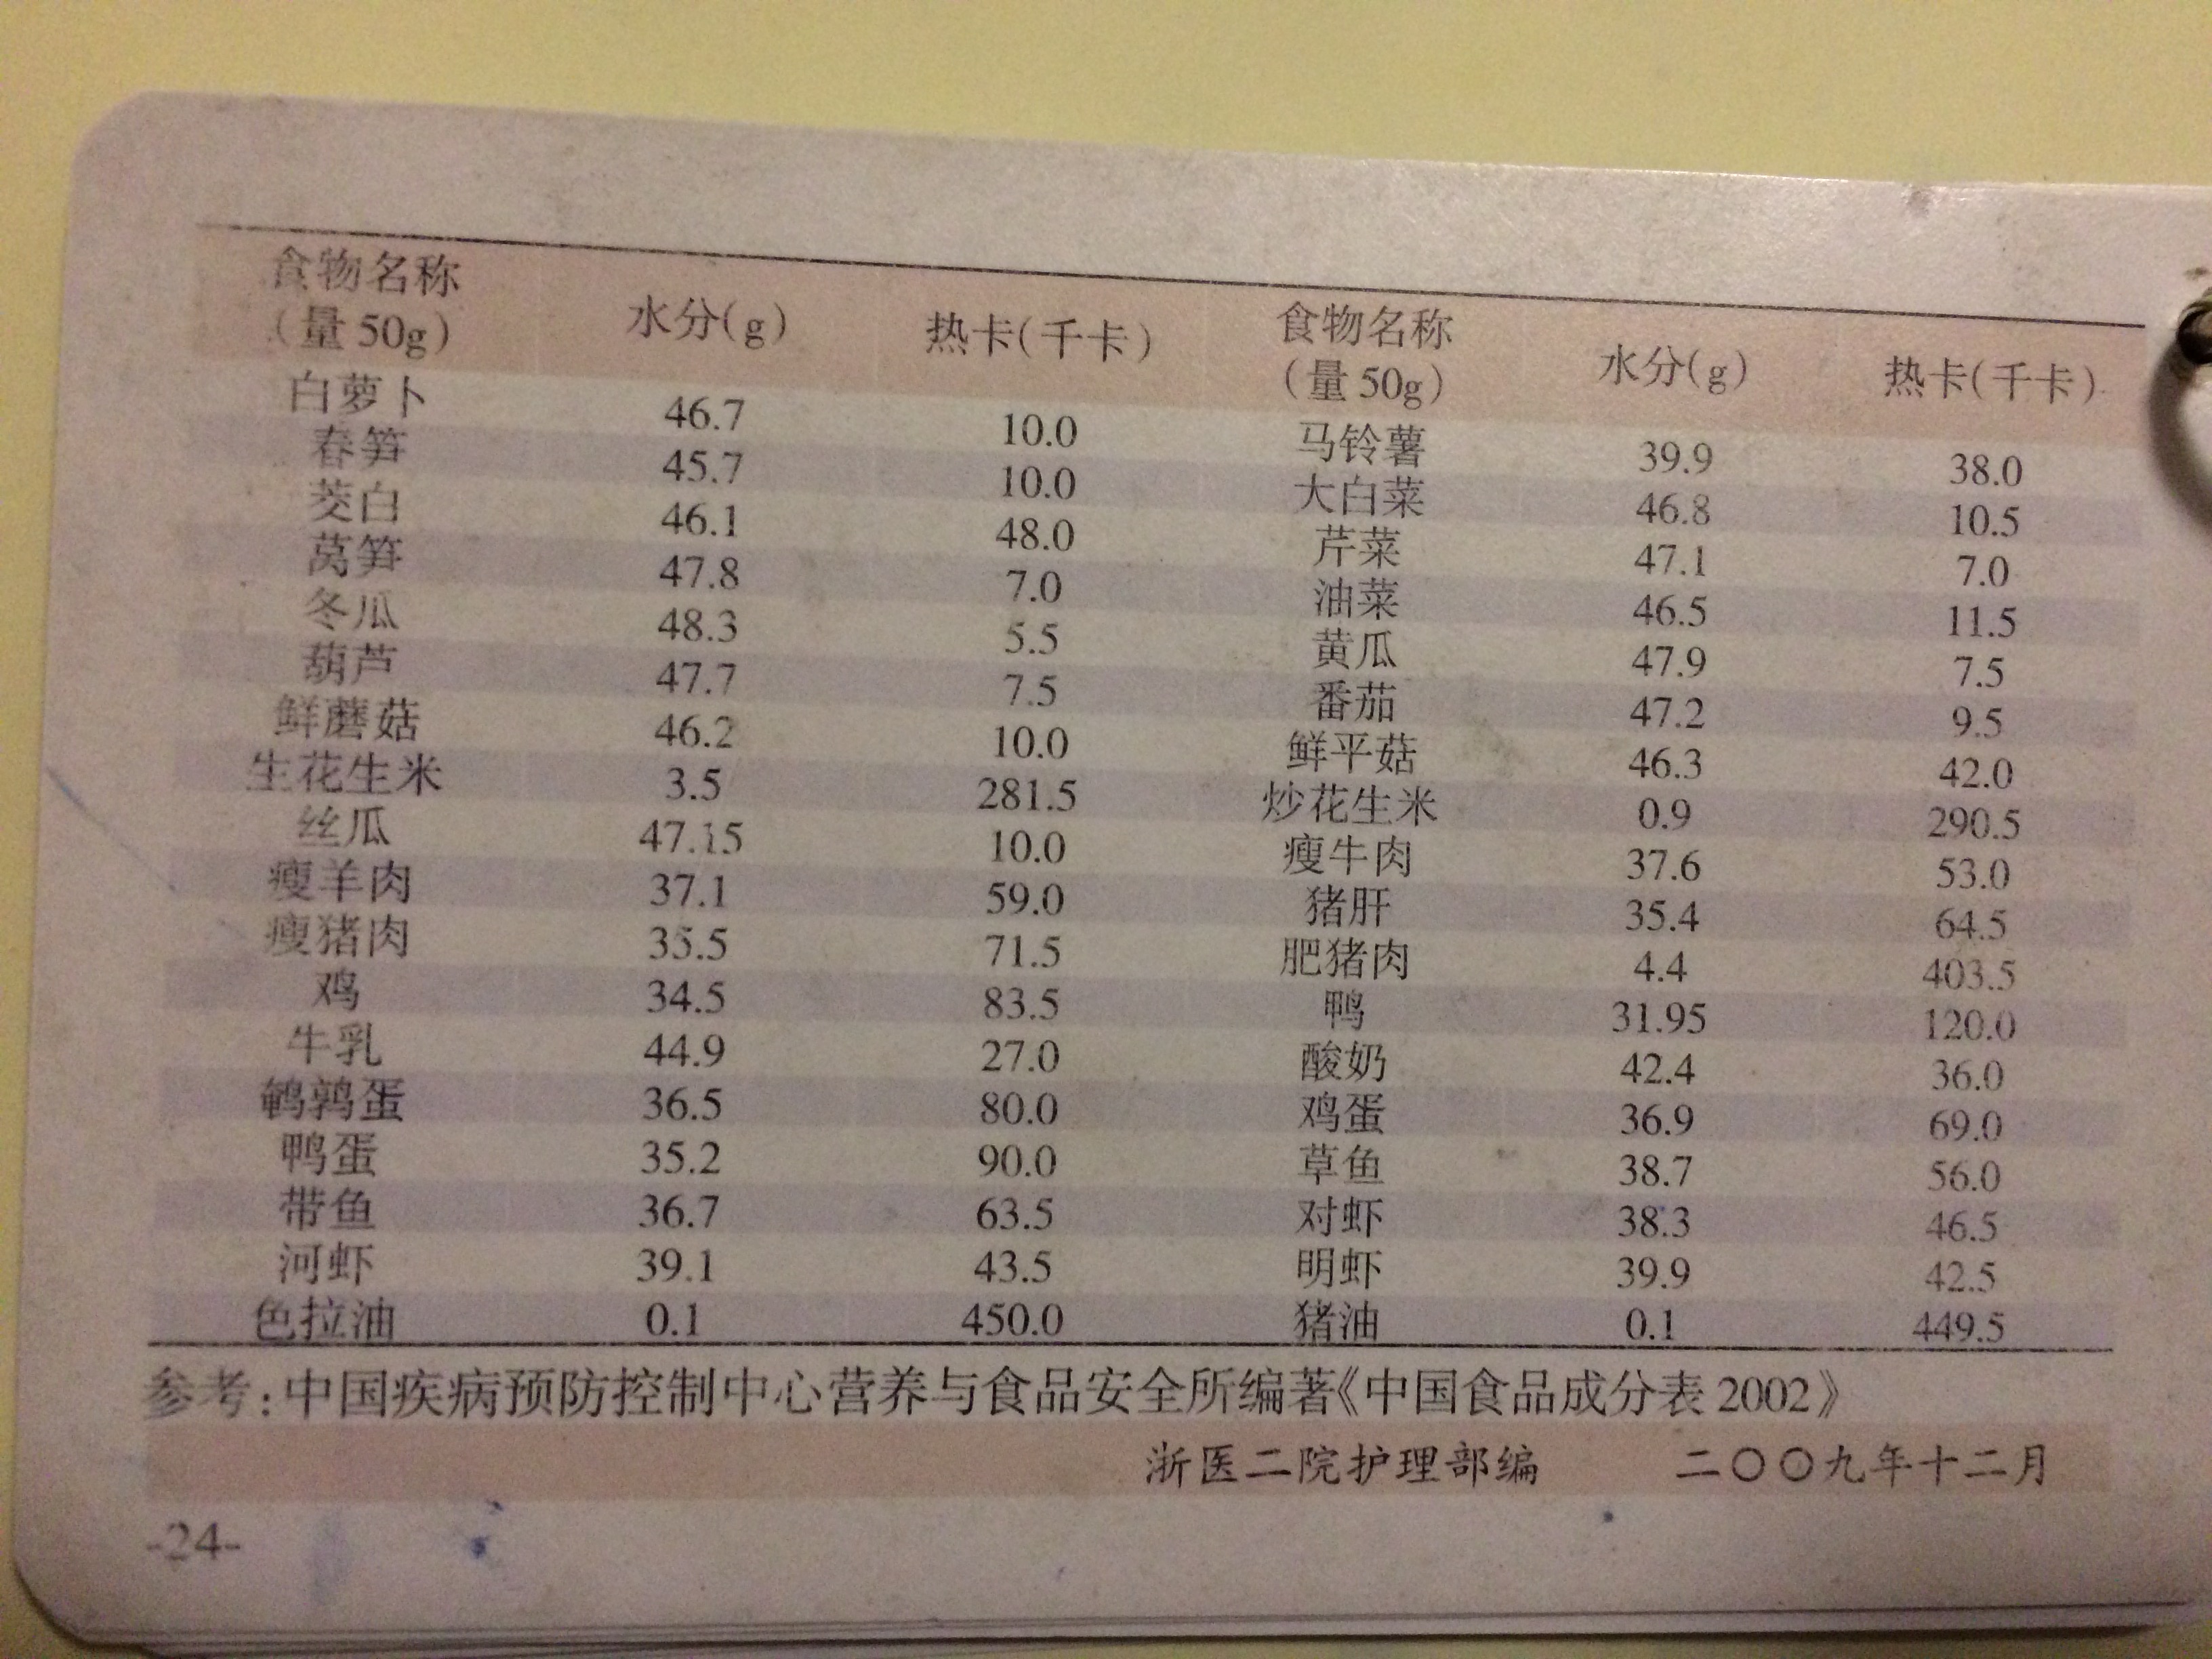 食物名称 水分(g) 热卡(千卡) 食物名称 水分(g) 热卡(千卡)
(量 50g) (量 50g)
白萝卜 46.7 10.0 马铃薯 39.9 38.0
春笋 45.7 10.0 大白菜 46.8 10.5
茭白 46.1 48.0 芹菜 47.1 7.0
莴笋 47.8 7.0 油菜 46.5 11.5
冬瓜 48.3 5.5 黄瓜 47.9 7.5
葫芦 47.7 7.5 番茄 47.2 9.5
鲜蘑菇 46.2 10.0 鲜平菇 46.3 42.0
生花生米 3.5 281.5 炒花生米 0.9 290.5
丝瓜 47.15 10.0 瘦牛肉 37.6 53.0
瘦羊肉 37.1 59.0 猪肝 35.4 64.5
瘦猪肉 35.5 71.5 肥猪肉 4.4 403.5
鸡 34.5 83.5 鸭 31.95 120.0
牛乳 44.9 27.0 酸奶 42.4 36.0
鹌鹑蛋 36.5 80.0 鸡蛋 36.9 69.0
鸭蛋 35.2 90.0 草鱼 38.7 56.0
带鱼 36.7 63.5 对虾 38.3 46.5
河虾 39.1 43.5 明虾 39.9 42.5
色拉油 0.1 450.0 猪油 0.1 449.5
参考:中国疾病预防控制中心营养与食品安全所编著《中国食品成分表 2002》
浙医二院护理部编 二〇〇九年十二月
-24-